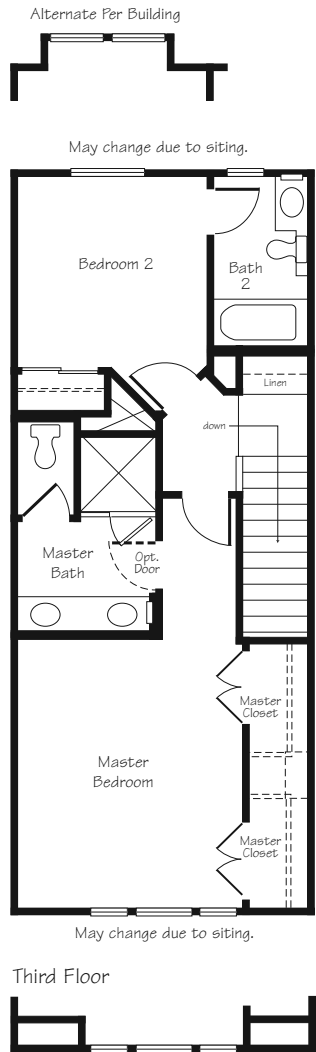 Alternate Per Building
May change due to siting.
Bedroom 2
Bath
2
Linen
down
Master
Bath
Opt.
Door
Master
Closet
Master
Bedroom
Master
Closet
May change due to siting.
Third Floor